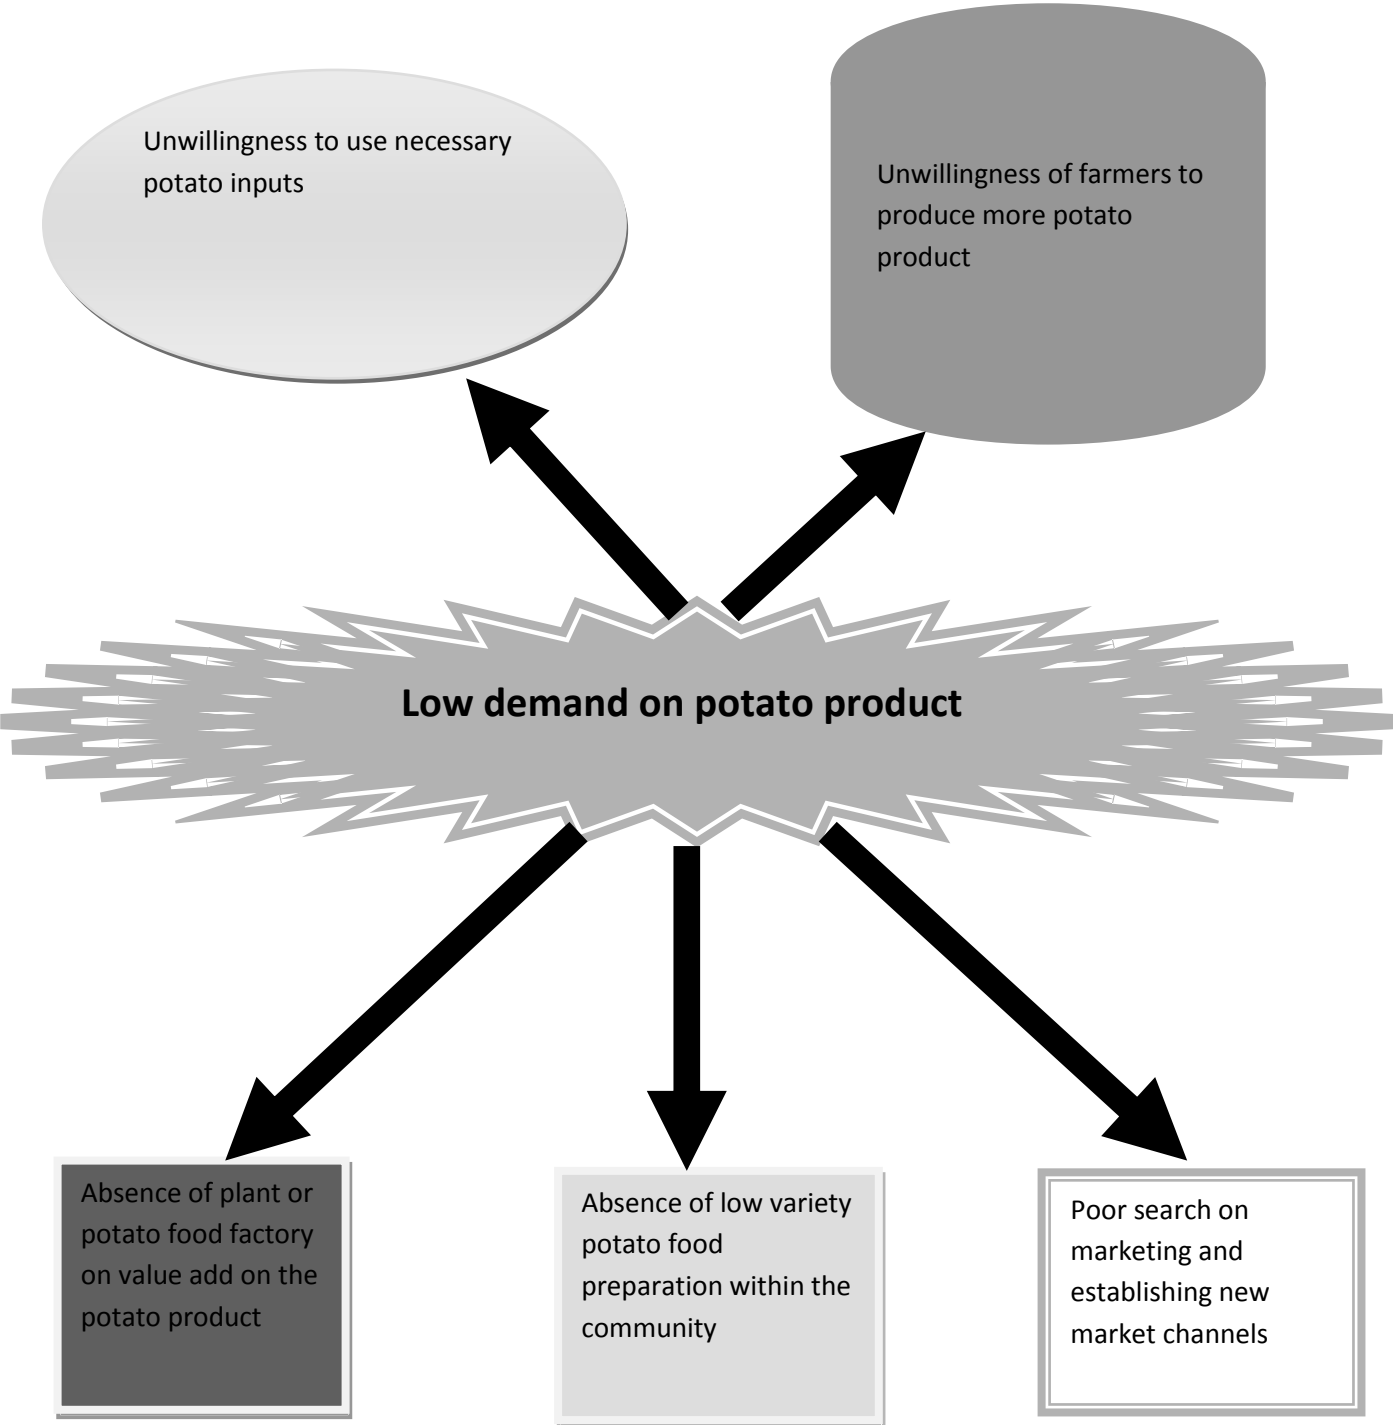 Unwillingness to use necessary
potato inputs
Unwillingness of farmers to
produce more potato
product
Low demand on potato product
Absence of plant or
potato food factory
on value add on the
potato product
Absence of low variety
potato food
preparation within the
community
Poor search on
marketing and
establishing new
market channels